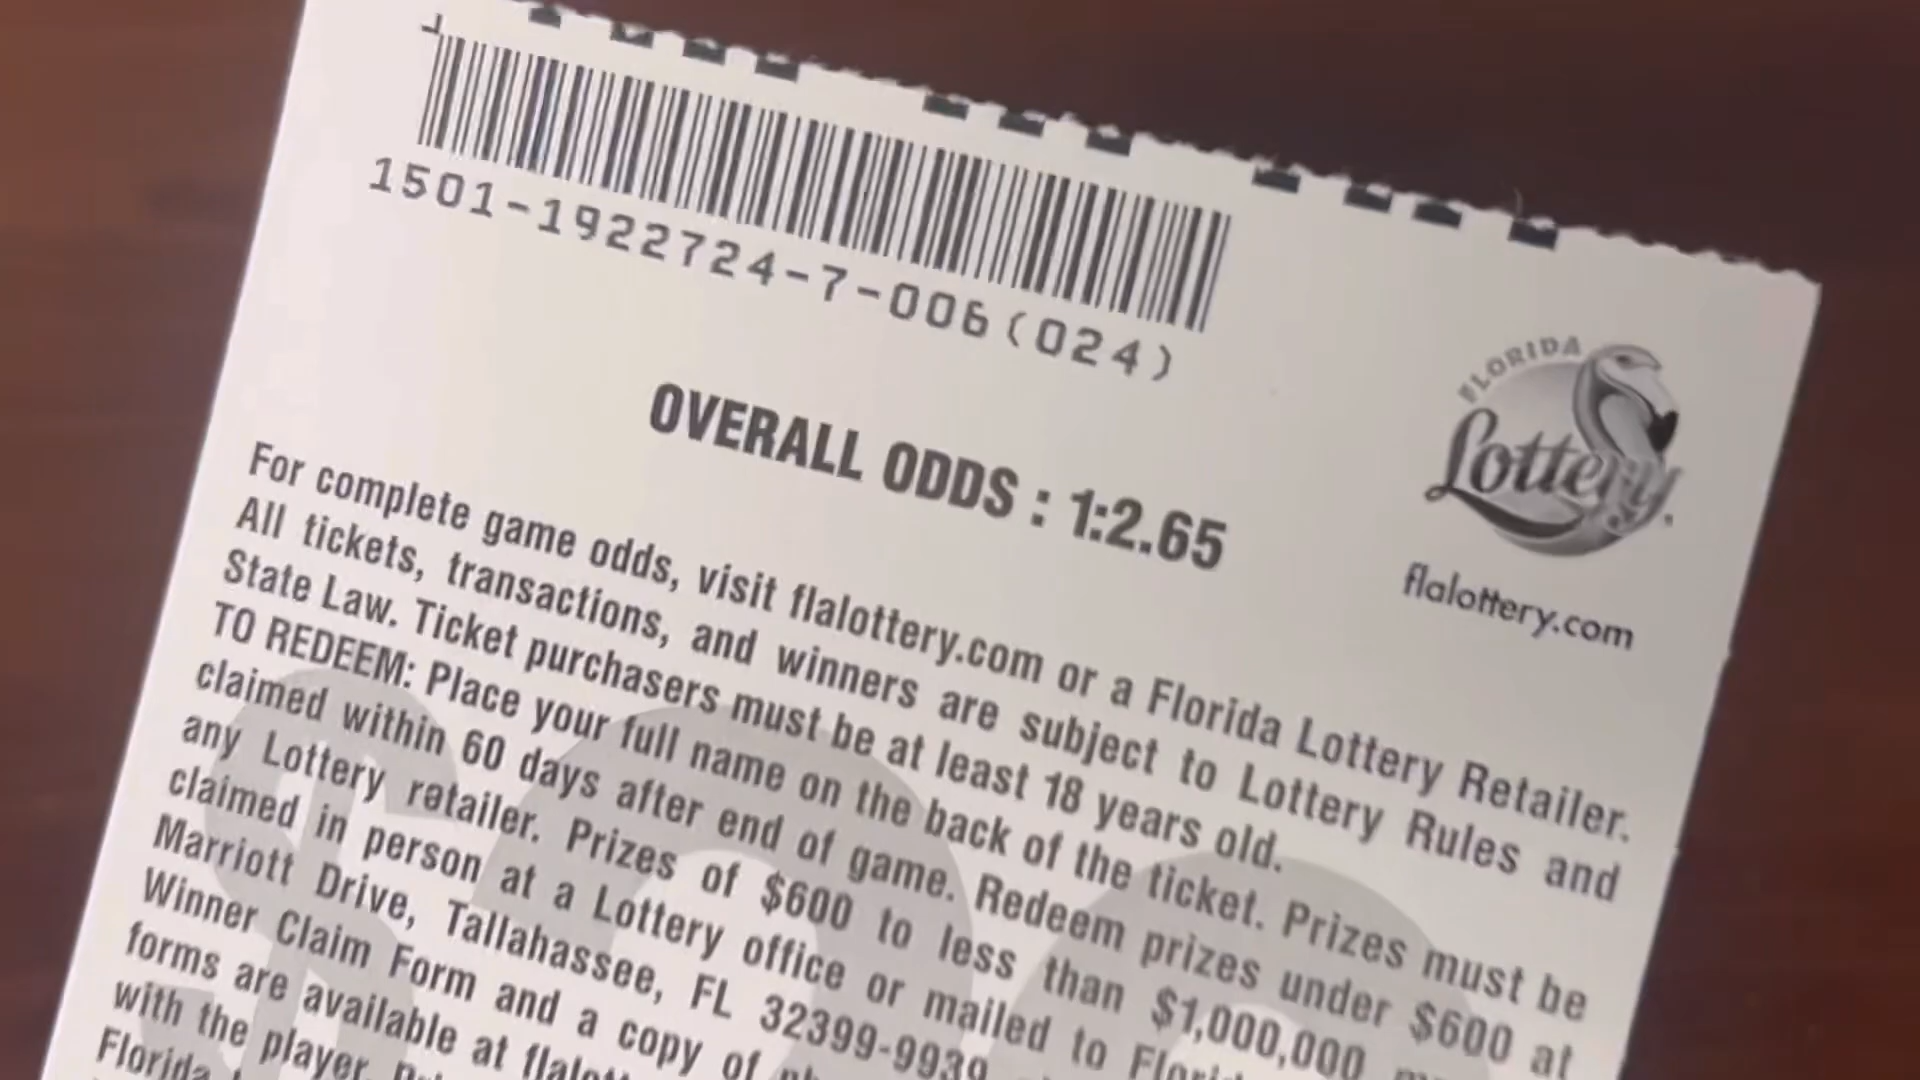 1501-1922724-7-006(024)
FLORIDA
Lottery
flalottery.com
OVERALL ODDS : 1:2.65
For complete game odds, visit flalottery.com or a Florida Lottery Retailer.
All tickets, transactions, and winners are subject to Lottery Rules and
State Law. Ticket purchasers must be at least 18 years old.
TO REDEEM: Place your full name on the back of the ticket. Prizes must be
claimed within 60 days after end of game. Redeem prizes under $600 at
any Lottery retailer. Prizes of $600 to less than $1,000,000
claimed in person at a Lottery office or mailed to
Marriott Drive, Tallahassee, FL 32399-9939
Winner Claim Form and a copy of
forms are available at
with the player
Florida